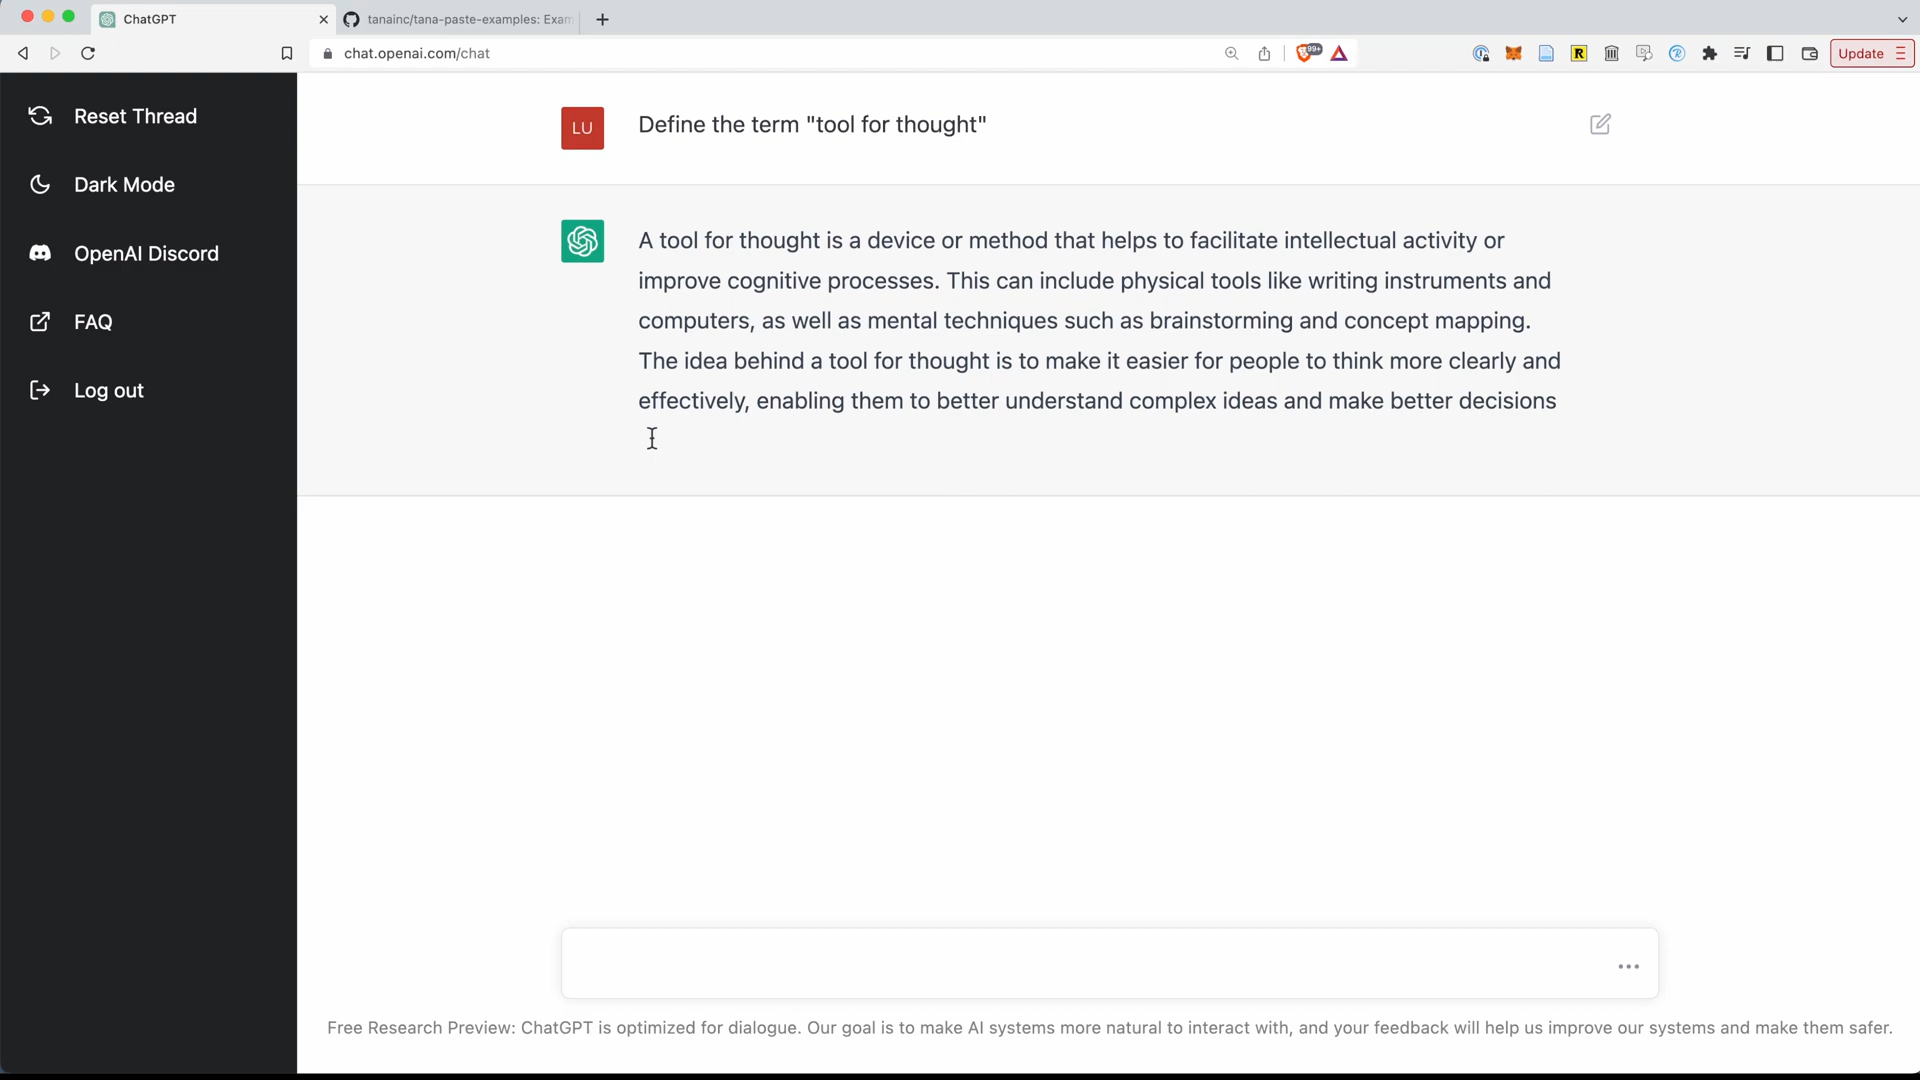 ChatGPT
tanainc/tana-paste-examples: Exam
chat.openai.com/chat
99+
R
Update
Reset Thread
Dark Mode
OpenAI Discord
FAQ
Log out
LU
Define the term "tool for thought"
A tool for thought is a device or method that helps to facilitate intellectual activity or
improve cognitive processes. This can include physical tools like writing instruments and
computers, as well as mental techniques such as brainstorming and concept mapping.
The idea behind a tool for thought is to make it easier for people to think more clearly and
effectively, enabling them to better understand complex ideas and make better decisions
Free Research Preview: ChatGPT is optimized for dialogue. Our goal is to make AI systems more natural to interact with, and your feedback will help us improve our systems and make them safer.